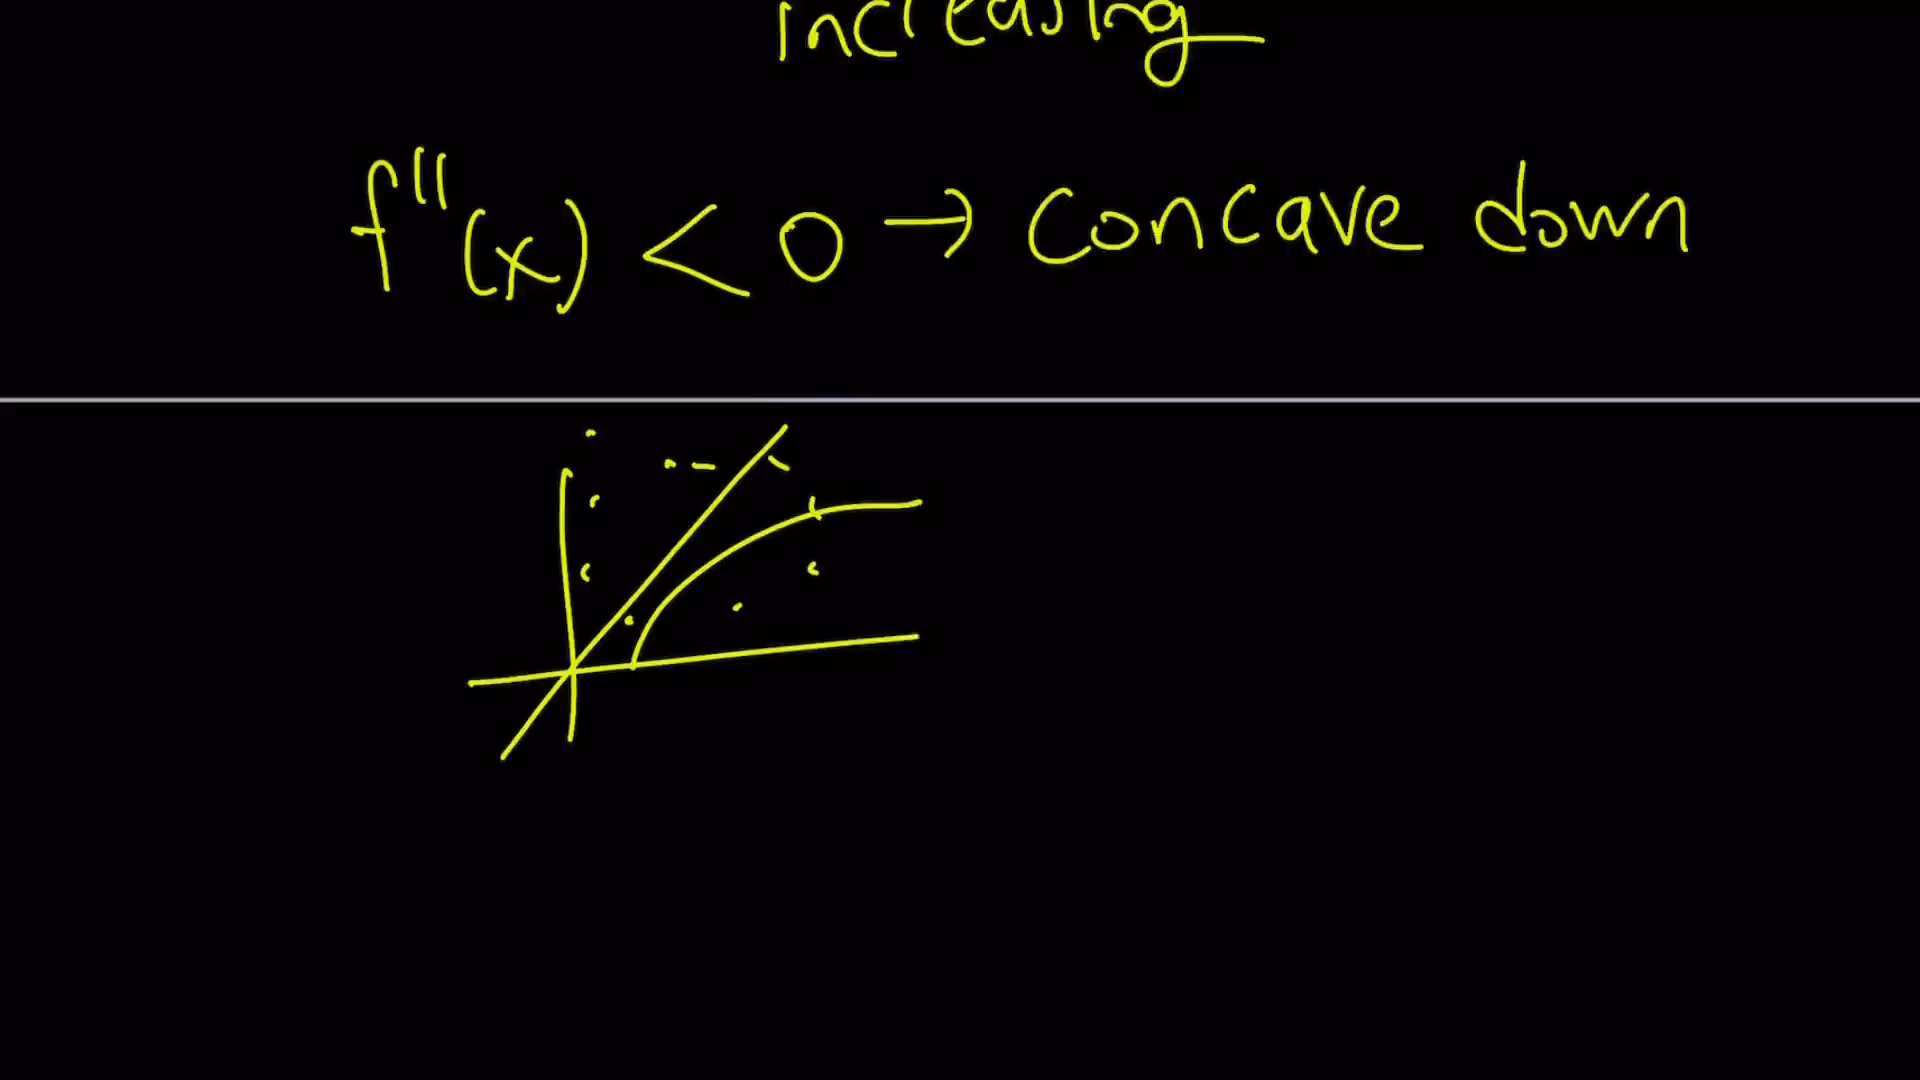 increasing
f''(x) < 0 → Concave down